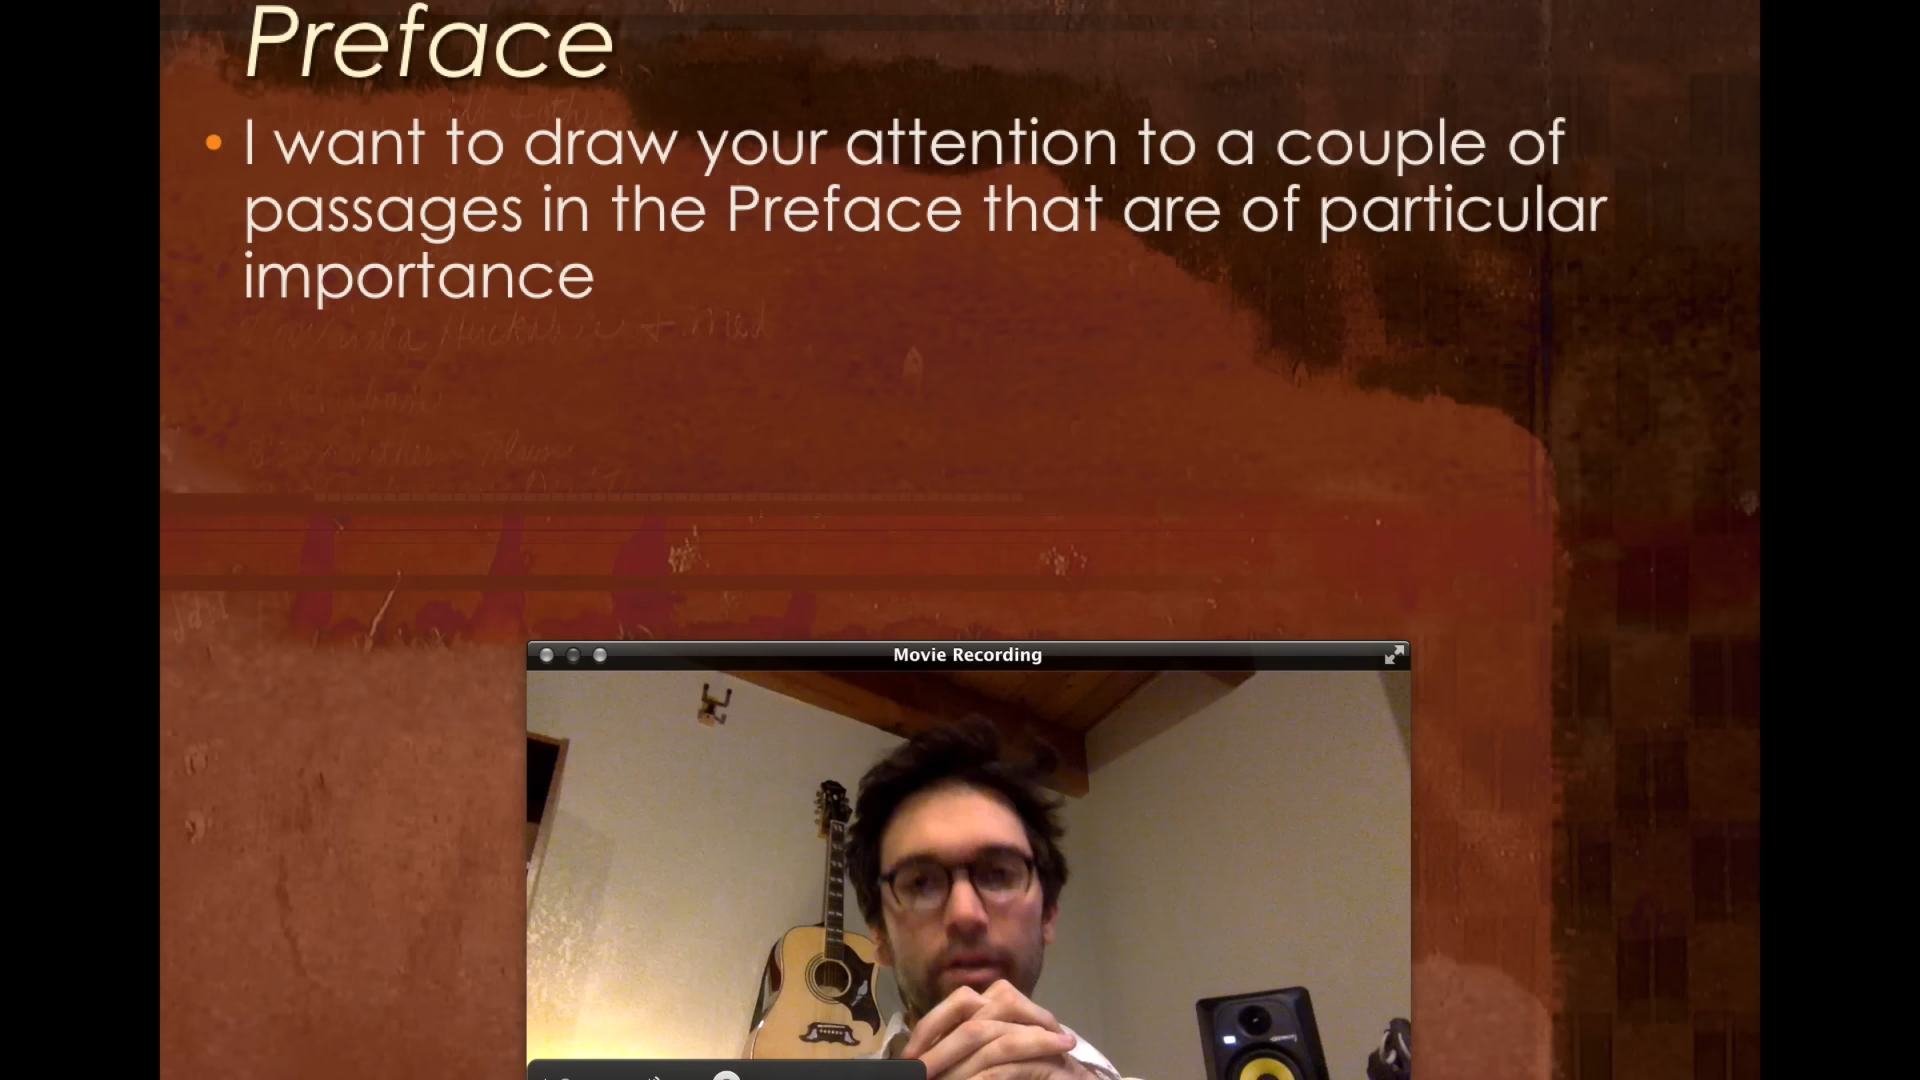 Preface
• I want to draw your attention to a couple of
passages in the Preface that are of particular
importance
Movie Recording